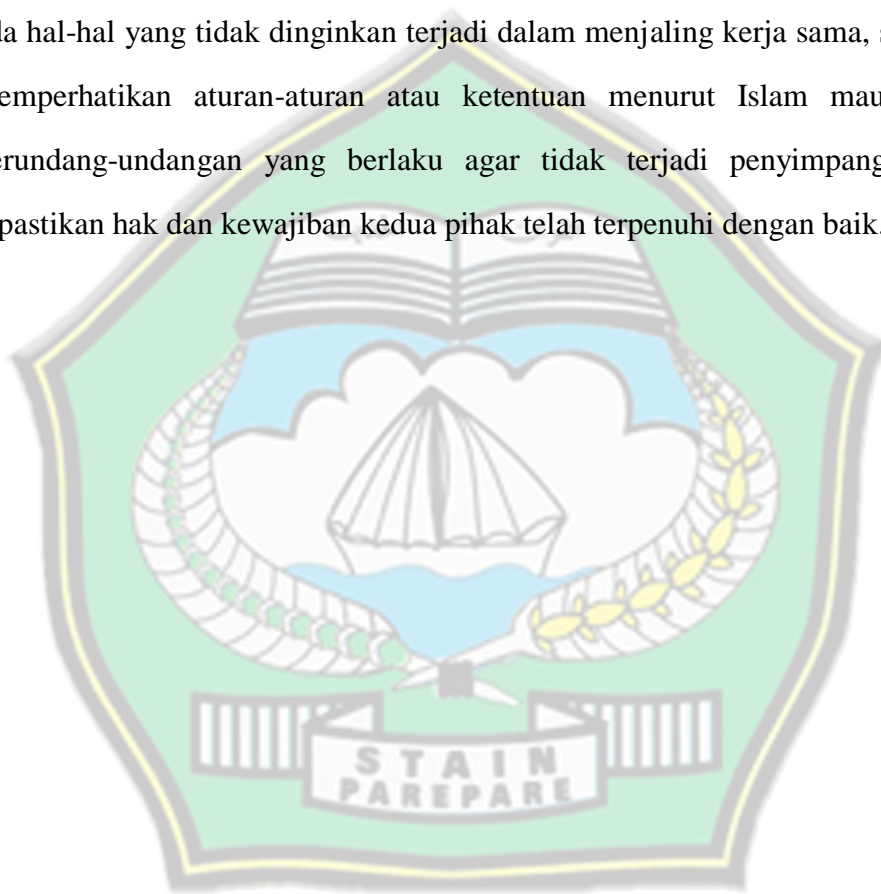 da hal-hal yang tidak dinginkan terjadi dalam menjaling kerja sama, s
emperhatikan aturan-aturan atau ketentuan menurut Islam mau
erundang-undangan yang berlaku agar tidak terjadi penyimpang
pastikan hak dan kewajiban kedua pihak telah terpenuhi dengan baik.
STAIN
PAREPARE